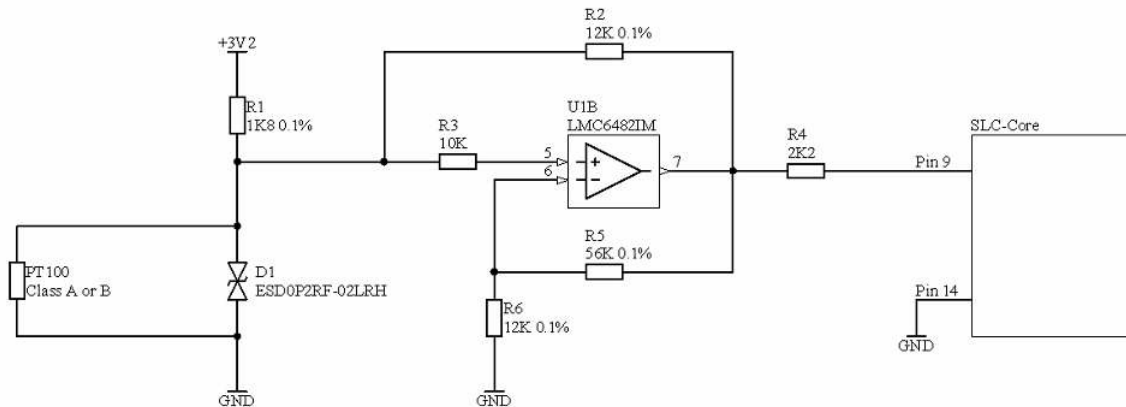 R2
12K 0.1%
+3V2
R1
1K8 0.1%
U1B
LMC6482IM
R3
10K
5
6
7
R4
2K2
SLC-Core
Pin 9
R5
56K 0.1%
PT100
Class A or B
D1
ESD0P2RF-02LRH
Pin 14
R6
12K 0.1%
GND
GND
GND